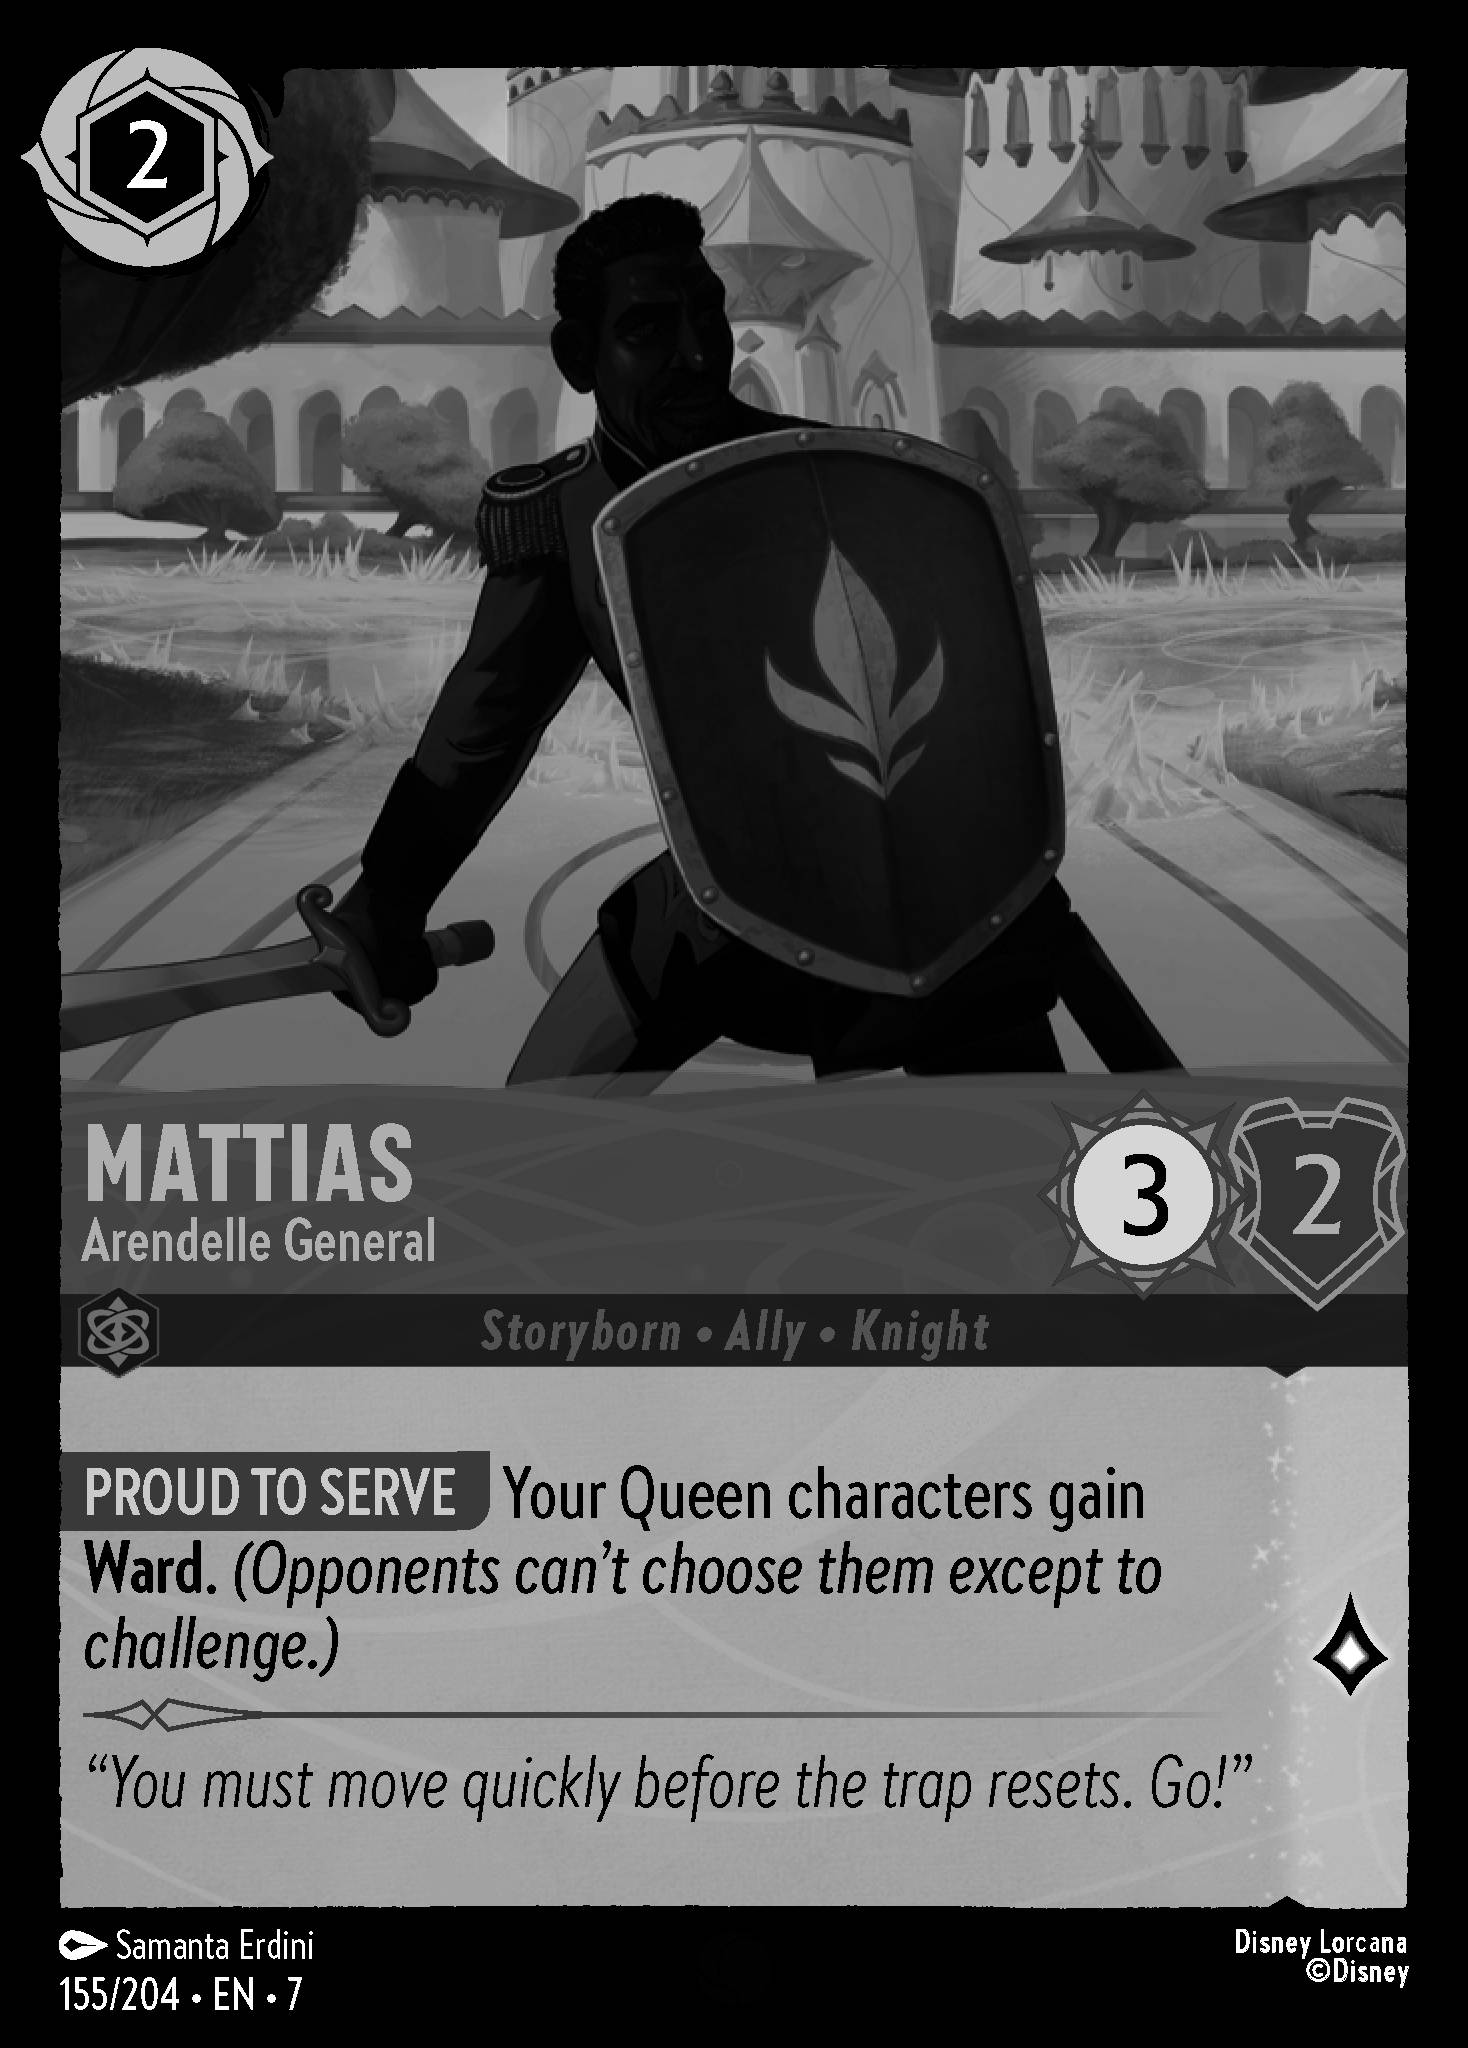 2
MATTIAS
Arendelle General
3
2
Storyborn • Ally • Knight
PROUD TO SERVE Your Queen characters gain
Ward. (Opponents can’t choose them except to
challenge.)
“You must move quickly before the trap resets. Go!”
Samanta Erdini
155/204 • EN • 7
Disney Lorcana
©Disney